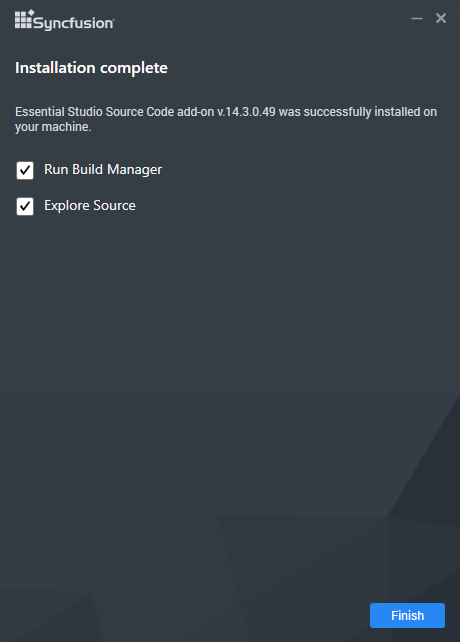 Syncfusion
Installation complete
Essential Studio Source Code add-on v.14.3.0.49 was successfully installed on
your machine.
Run Build Manager
Explore Source
Finish